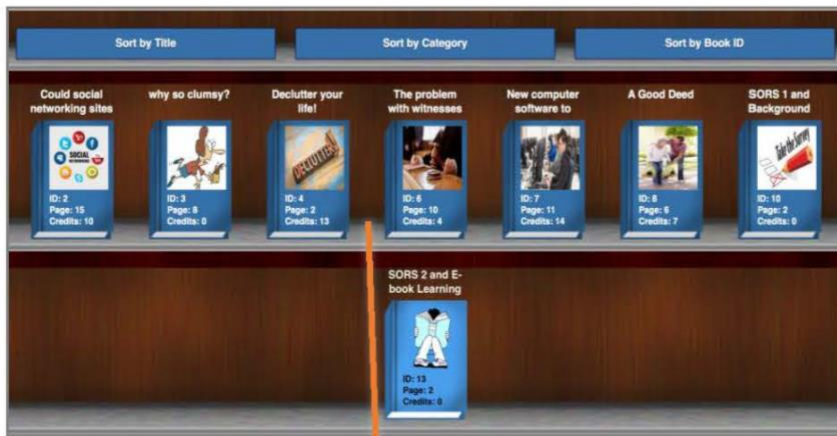 Sort by Title
Sort by Category
Sort by Book ID
Could social
networking sites
SOCIAL
NETWORKING
ID: 2
Page: 15
Credits: 10
why so clumsy?
ID: 3
Page: 8
Credits: 0
Declutter your
life!
DECLUTTER
ID: 4
Page: 2
Credits: 13
The problem
with witnesses
ID: 6
Page: 10
Credits: 4
New computer
software to
ID: 7
Page: 11
Credits: 14
A Good Deed
ID: 8
Page: 6
Credits: 7
SORS 1 and
Background
Take the Survey
ID: 10
Page: 2
Credits: 0
SORS 2 and E-
book Learning
ID: 13
Page: 2
Credits: 0